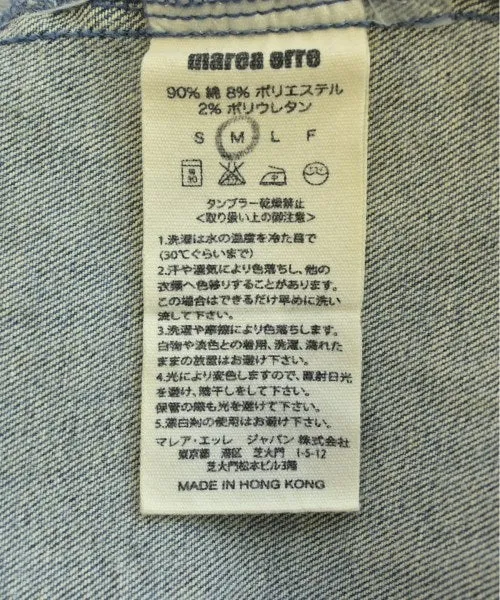 marea erre
90% 綿 8% ポリエステル
2% ポリウレタン
S M L F
タンブラー乾燥禁止
<取り扱い上の御注意>
1.洗濯は水の温度を冷た目で
(30℃ぐらいまで)
2.汗や湿気により色落ちし、他の
衣類へ色移りすることがあります。
この場合はできるだけ早めに洗い
流して下さい。
3.洗濯や摩擦により色落ちします。
白物や淡色との着用、洗濯、濡れた
ままの放置はお避け下さい。
4.光により変色しますので、直射日光
を避け、陰干しをして下さい。
保管の際も光を避けて下さい。
5.漂白剤の使用はお避け下さい。
マレア・エッレ ジャパン 株式会社
東京都 港区 芝大門 1-5-12
芝大門松本ビル3階
MADE IN HONG KONG